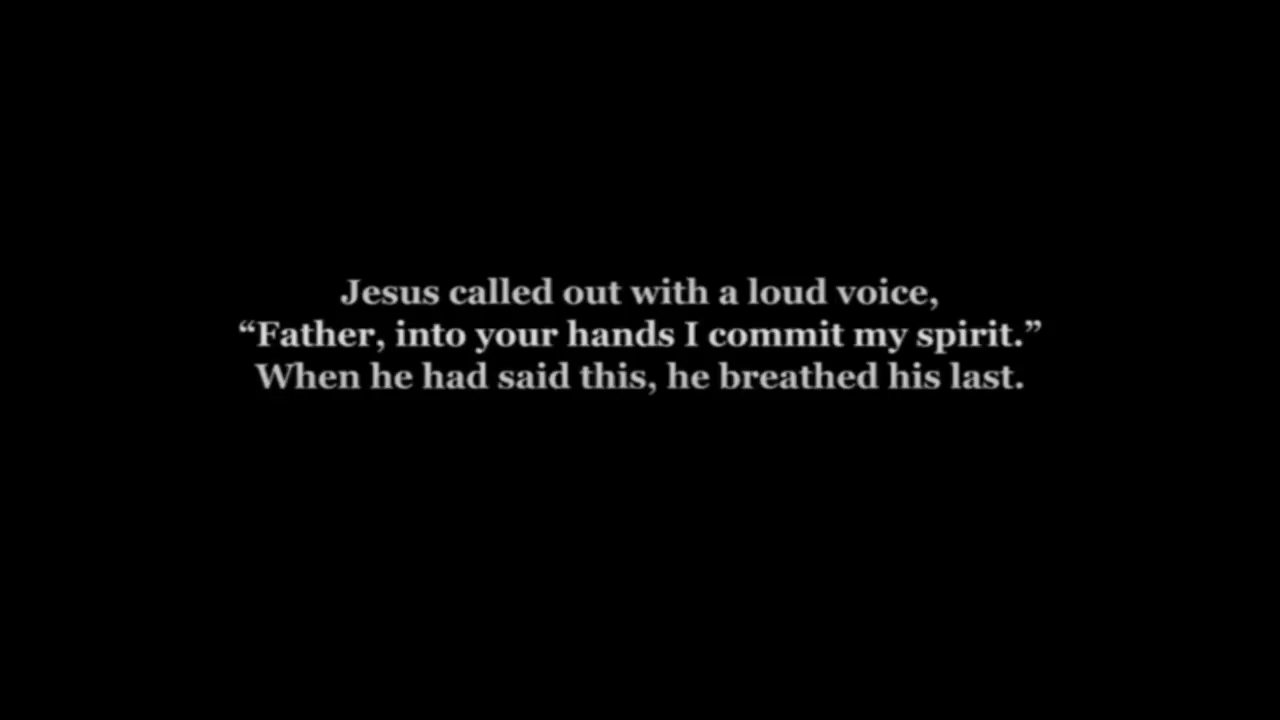 Jesus called out with a loud voice,
“Father, into your hands I commit my spirit.”
When he had said this, he breathed his last.